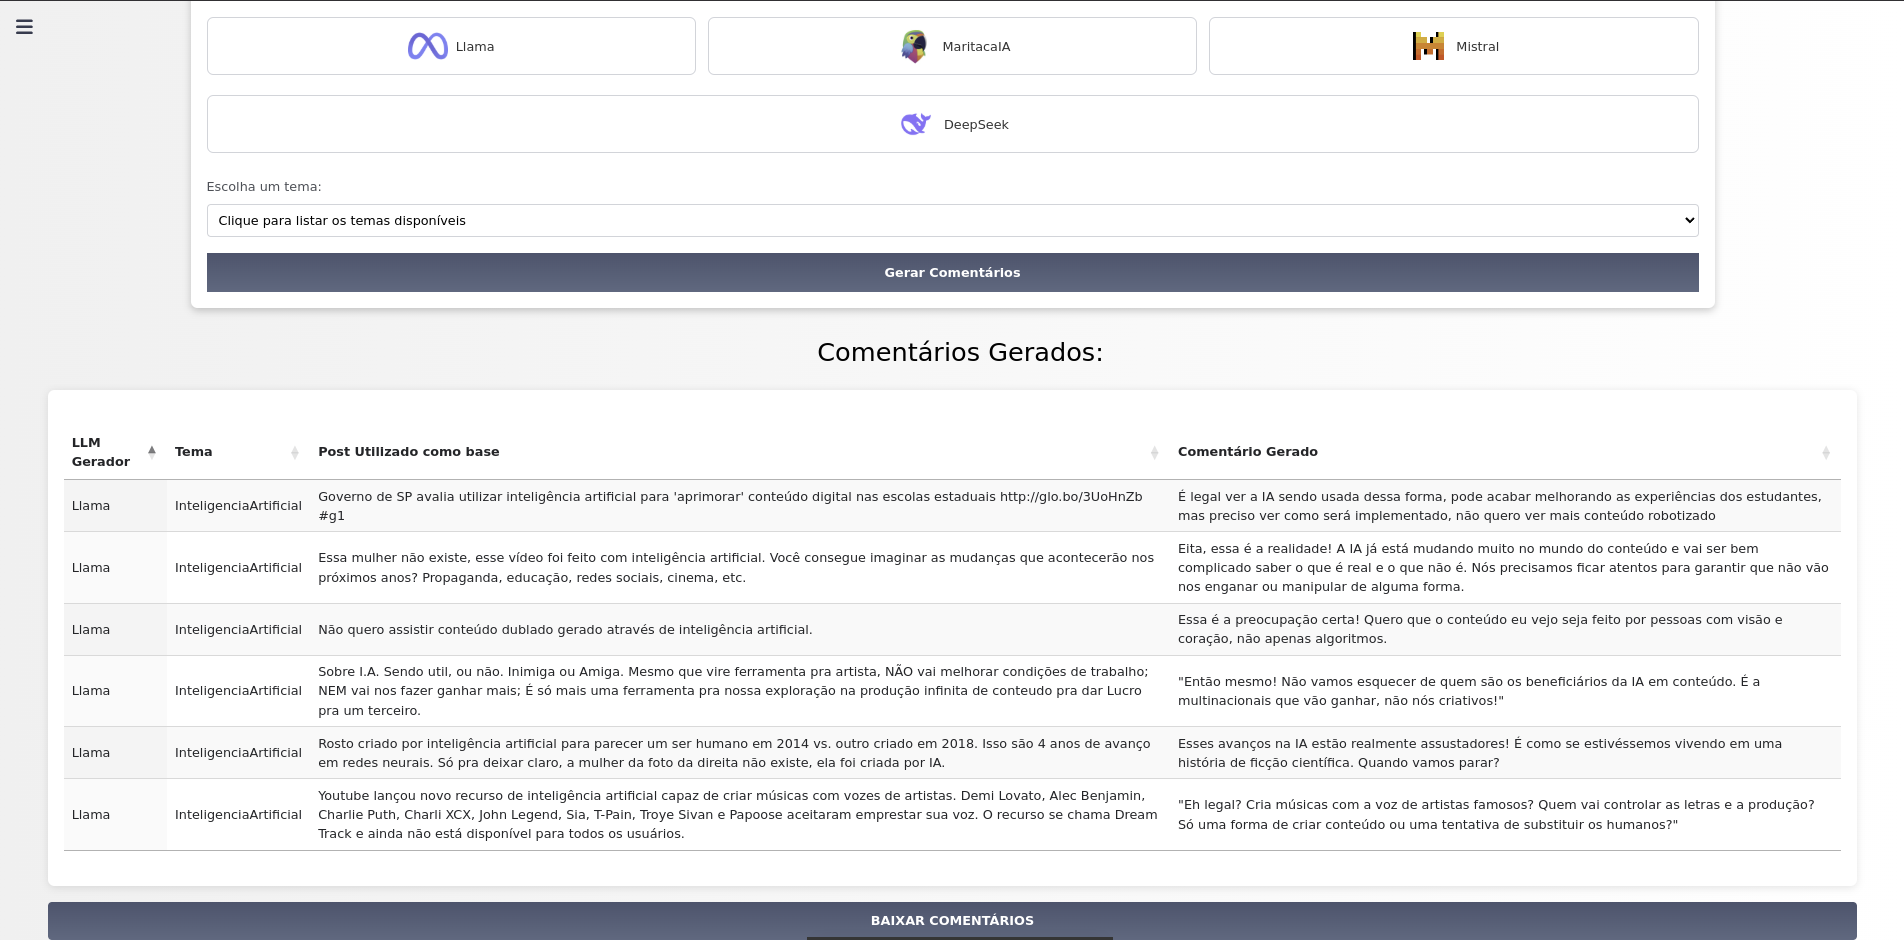 Llama
MaritacaIA
Mistral
DeepSeek
Escolha um tema:
Clique para listar os temas disponíveis
Gerar Comentários
Comentários Gerados:
LLM
Gerador
Tema
Post Utilizado como base
Comentário Gerado
Llama
InteligenciaArtificial
Governo de SP avalia utilizar inteligência artificial para 'aprimorar' conteúdo digital nas escolas estaduais http://glo.bo/3UoHnZb
#g1
É legal ver a IA sendo usada dessa forma, pode acabar melhorando as experiências dos estudantes,
mas preciso ver como será implementado, não quero ver mais conteúdo robotizado
Llama
InteligenciaArtificial
Essa mulher não existe, esse vídeo foi feito com inteligência artificial. Você consegue imaginar as mudanças que acontecerão nos
próximos anos? Propaganda, educação, redes sociais, cinema, etc.
Eita, essa é a realidade! A IA já está mudando muito no mundo do conteúdo e vai ser bem
complicado saber o que é real e o que não é. Nós precisamos ficar atentos para garantir que não vão
nos enganar ou manipular de alguma forma.
Llama
InteligenciaArtificial
Não quero assistir conteúdo dublado gerado através de inteligência artificial.
Essa é a preocupação certa! Quero que o conteúdo eu vejo seja feito por pessoas com visão e
coração, não apenas algoritmos.
Llama
InteligenciaArtificial
Sobre I.A. Sendo util, ou não. Inimiga ou Amiga. Mesmo que vire ferramenta pra artista, NÃO vai melhorar condições de trabalho;
NEM vai nos fazer ganhar mais; É só mais uma ferramenta pra nossa exploração na produção infinita de conteudo pra dar Lucro
pra um terceiro.
"Então mesmo! Não vamos esquecer de quem são os beneficiários da IA em conteúdo. É a
multinacionais que vão ganhar, não nós criativos!"
Llama
InteligenciaArtificial
Rosto criado por inteligência artificial para parecer um ser humano em 2014 vs. outro criado em 2018. Isso são 4 anos de avanço
em redes neurais. Só pra deixar claro, a mulher da foto da direita não existe, ela foi criada por IA.
Esses avanços na IA estão realmente assustadores! É como se estivéssemos vivendo em uma
história de ficção científica. Quando vamos parar?
Llama
InteligenciaArtificial
Youtube lançou novo recurso de inteligência artificial capaz de criar músicas com vozes de artistas. Demi Lovato, Alec Benjamin,
Charlie Puth, Charli XCX, John Legend, Sia, T-Pain, Troye Sivan e Papoose aceitaram emprestar sua voz. O recurso se chama Dream
Track e ainda não está disponível para todos os usuários.
"Eh legal? Cria músicas com a voz de artistas famosos? Quem vai controlar as letras e a produção?
Só uma forma de criar conteúdo ou uma tentativa de substituir os humanos?"
BAIXAR COMENTÁRIOS